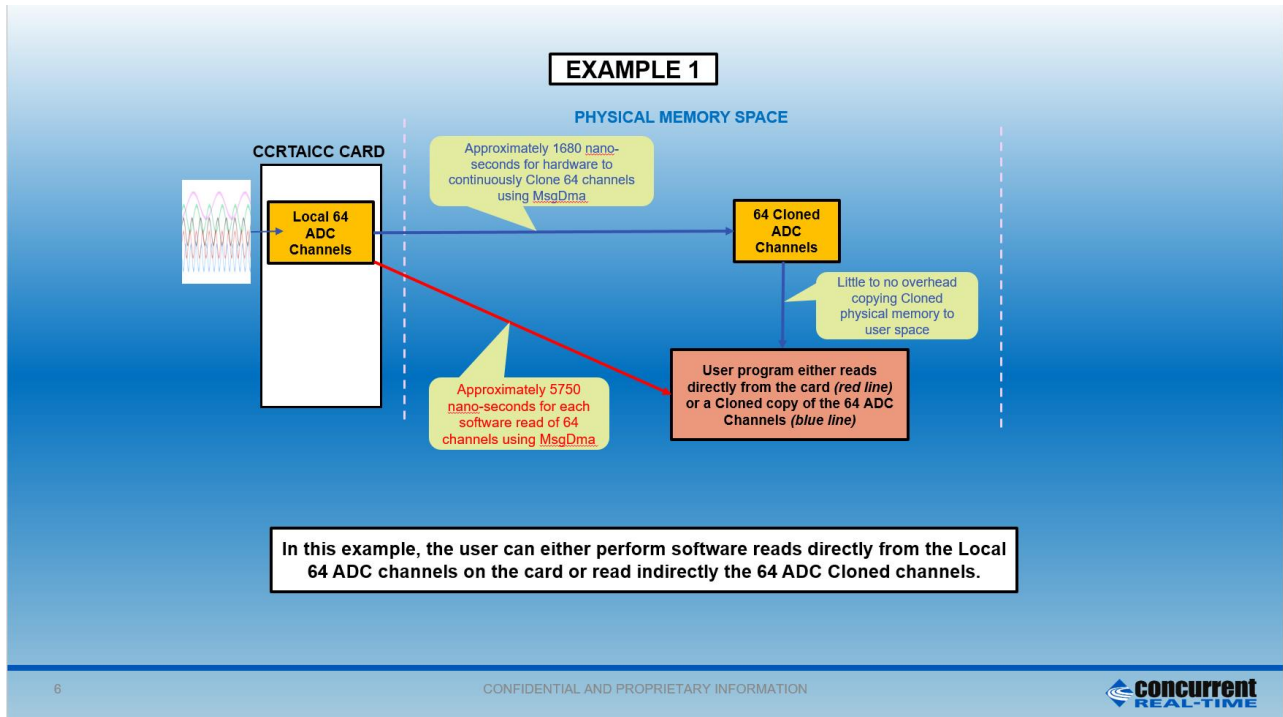 EXAMPLE 1
PHYSICAL MEMORY SPACE
CCRTAICC CARD
Approximately 1680 nano-
seconds for hardware to
continuously Clone 64 channels
using MsgDma
Local 64
ADC
Channels
64 Cloned
ADC
Channels
Little to no overhead
copying Cloned
physical memory to
user space
Approximately 5750
nano-seconds for each
software read of 64
channels using MsgDma
User program either reads
directly from the card (red line)
or a Cloned copy of the 64 ADC
Channels (blue line)
In this example, the user can either perform software reads directly from the Local
64 ADC channels on the card or read indirectly the 64 ADC Cloned channels.
6
CONFIDENTIAL AND PROPRIETARY INFORMATION
concurrent
REAL-TIME